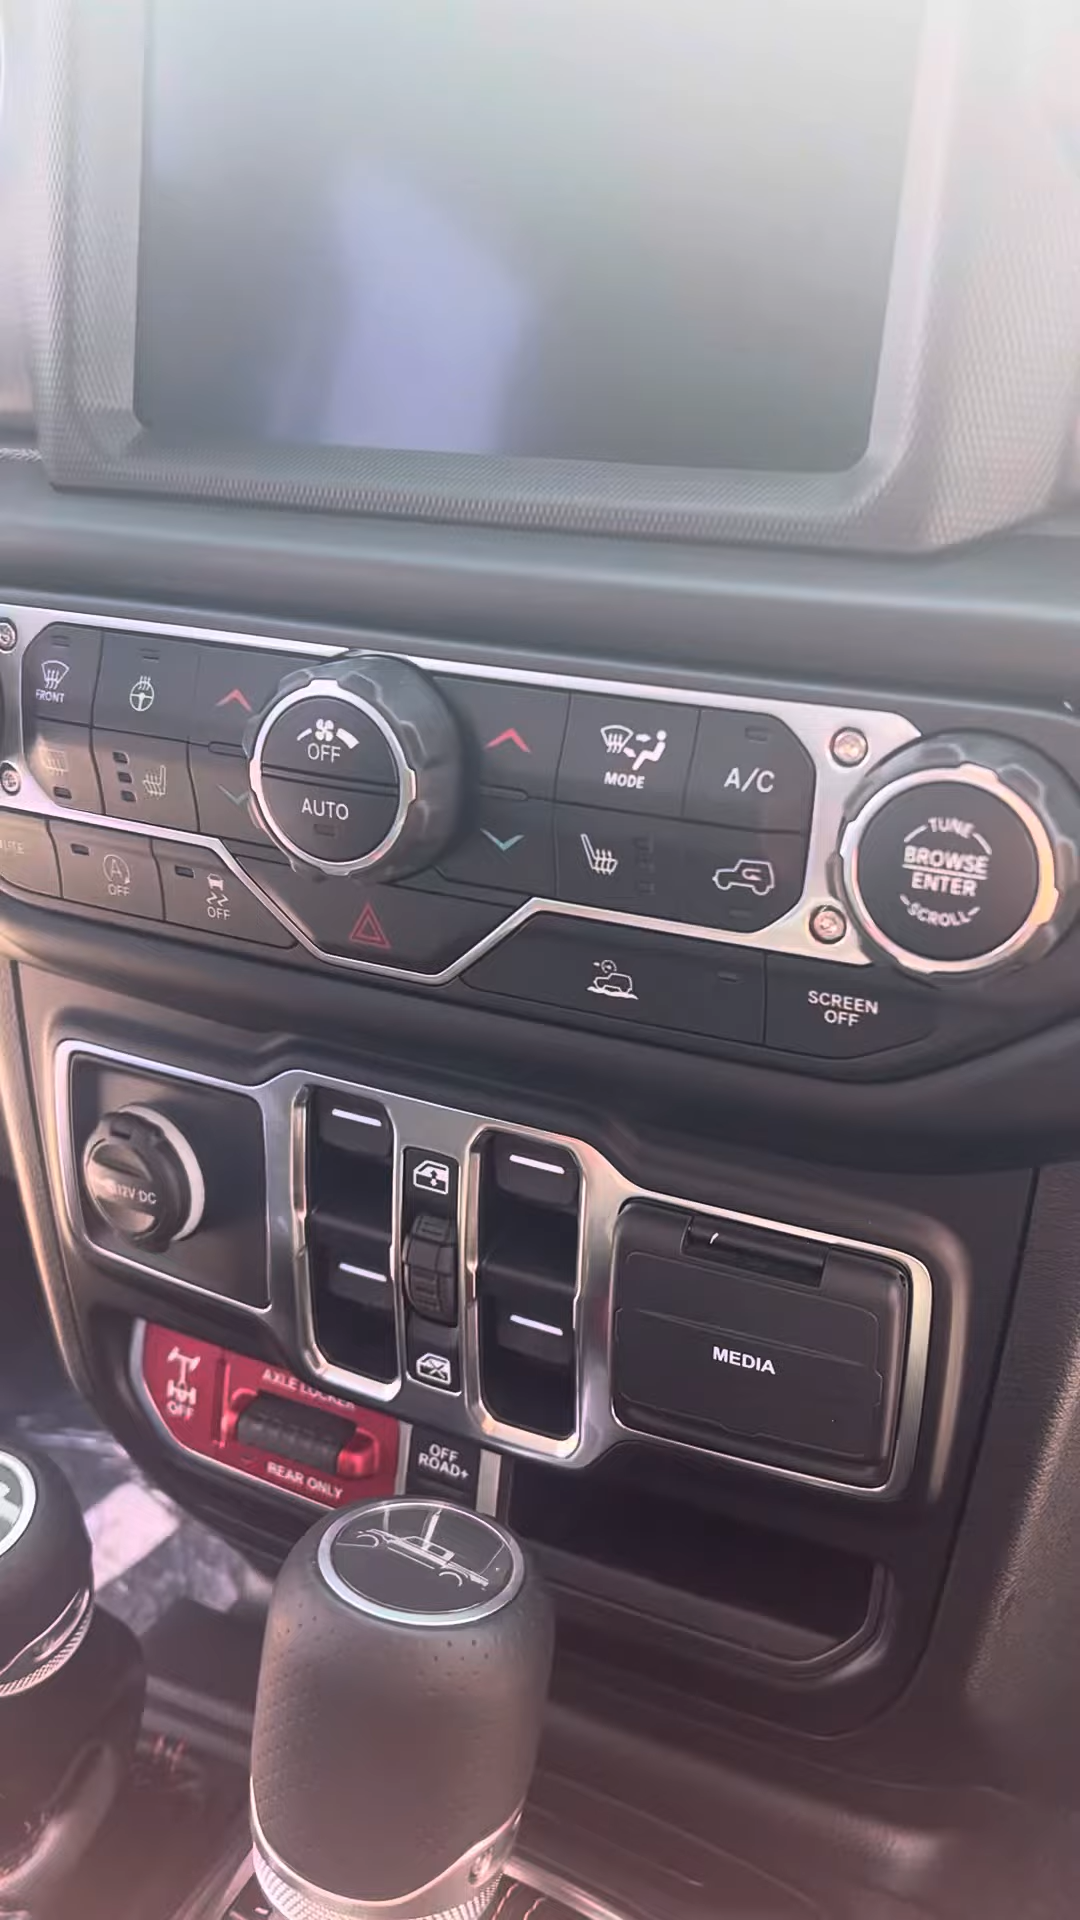 FRONT
OFF
AUTO
MODE
A/C
TUNE
BROWSE
ENTER
SCROLL
OFF
OFF
SCREEN
OFF
12V DC
MEDIA
OFF
AXLE LOCKER
REAR ONLY
OFF
ROAD+